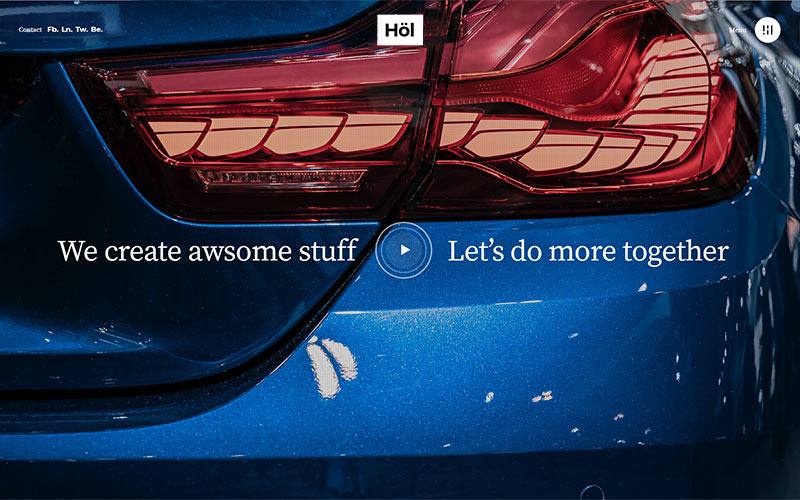 Contact Fb. Ln. Tw. Be.
Höl
Menu
We create awsome stuff
Let’s do more together